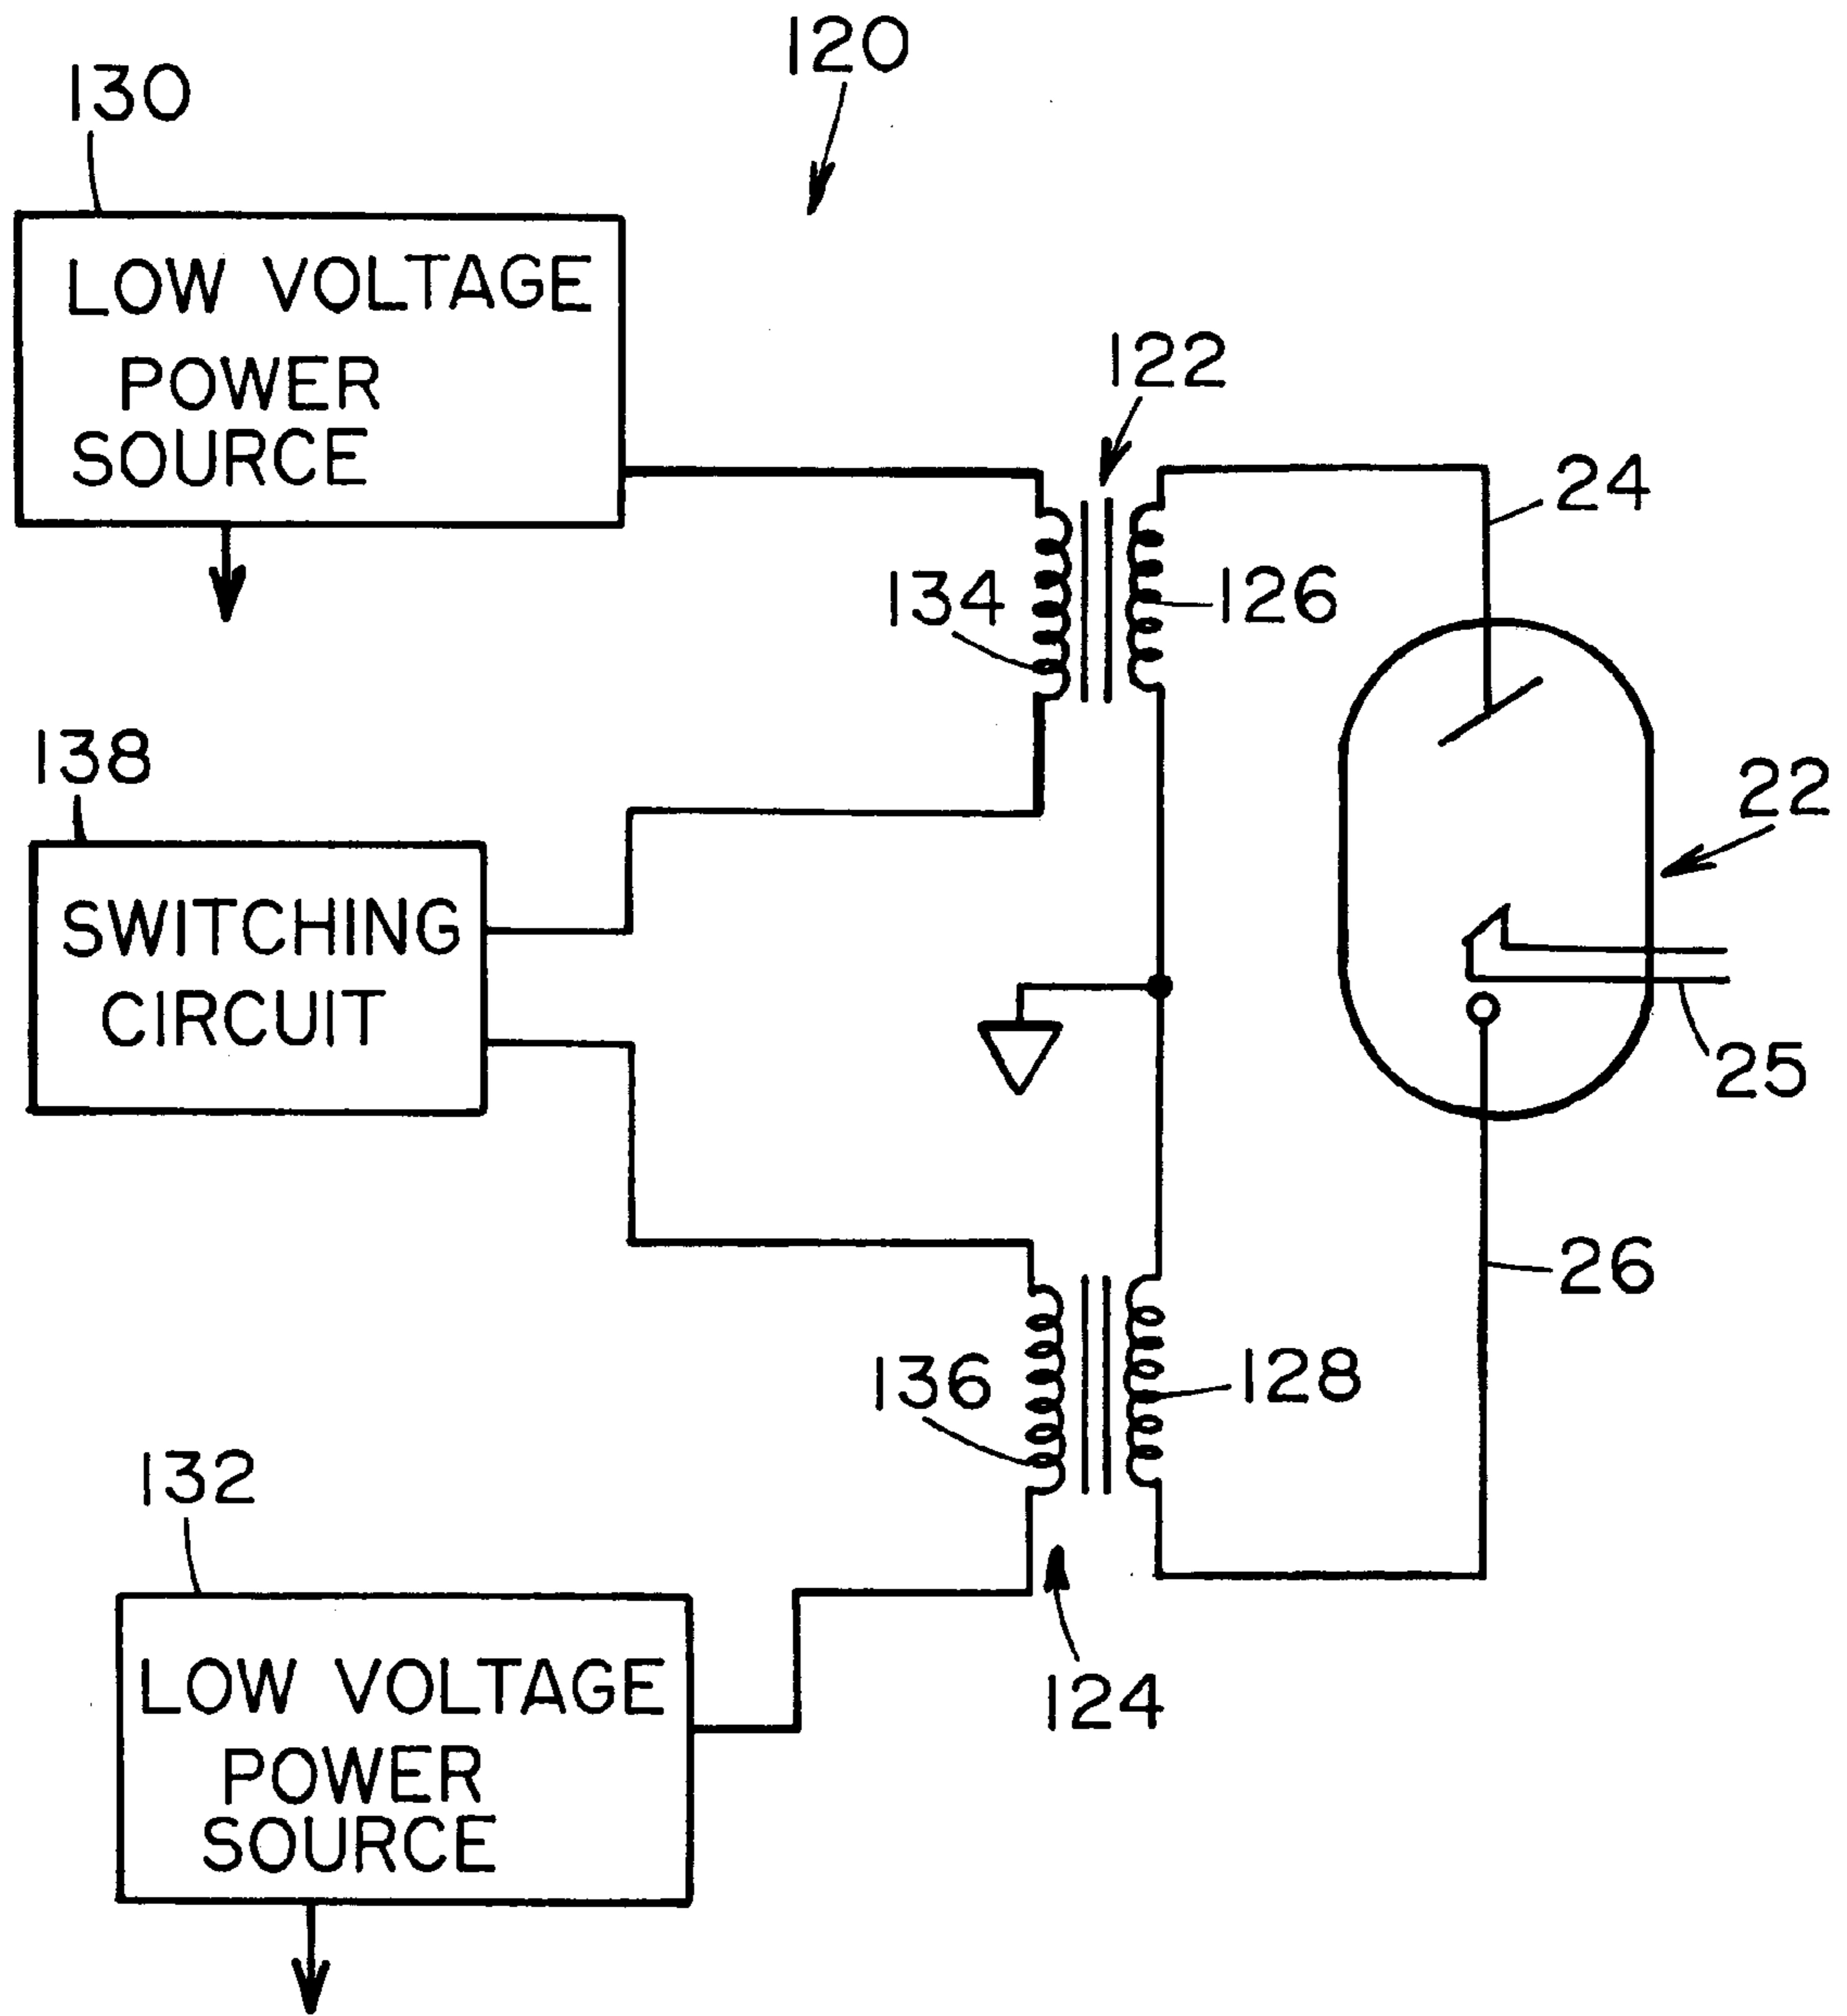 120
130
LOW VOLTAGE
POWER
SOURCE
122
24
134
126
138
22
SWITCHING
CIRCUIT
25
26
136
128
132
LOW VOLTAGE
POWER
SOURCE
124